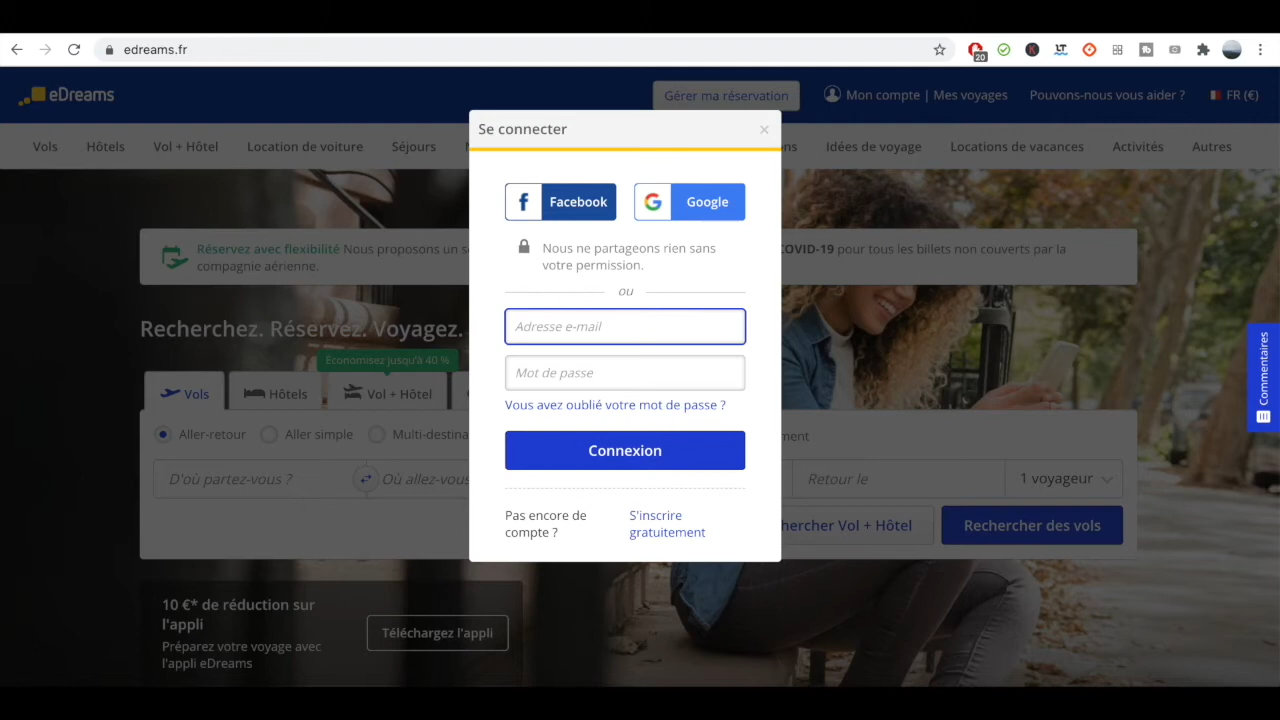 edreams.fr
20
eDreams
Gérer ma réservation
Mon compte | Mes voyages
Pouvons-nous vous aider ?
FR (€)
Vols
Hôtels
Vol + Hôtel
Location de voiture
Séjours
Idées de voyage
Locations de vacances
Activités
Autres
Se connecter
×
Facebook
Google
Nous ne partageons rien sans
votre permission.
ou
Adresse e-mail
Mot de passe
Vous avez oublié votre mot de passe ?
Connexion
Pas encore de
compte ?
S'inscrire
gratuitement
Réservez avec flexibilité Nous proposons un
COVID-19 pour tous les billets non couverts par la
compagnie aérienne.
Recherchez. Réservez. Voyagez.
Économisez jusqu'à 40 %
Vols
Hôtels
Vol + Hôtel
Aller-retour
Aller simple
Multi-destina
D'où partez-vous ?
Où allez-vous
Retour le
1 voyageur
hercher Vol + Hôtel
Rechercher des vols
10 €* de réduction sur
l'appli
Préparez votre voyage avec
l'appli eDreams
Téléchargez l'appli
Commentaires